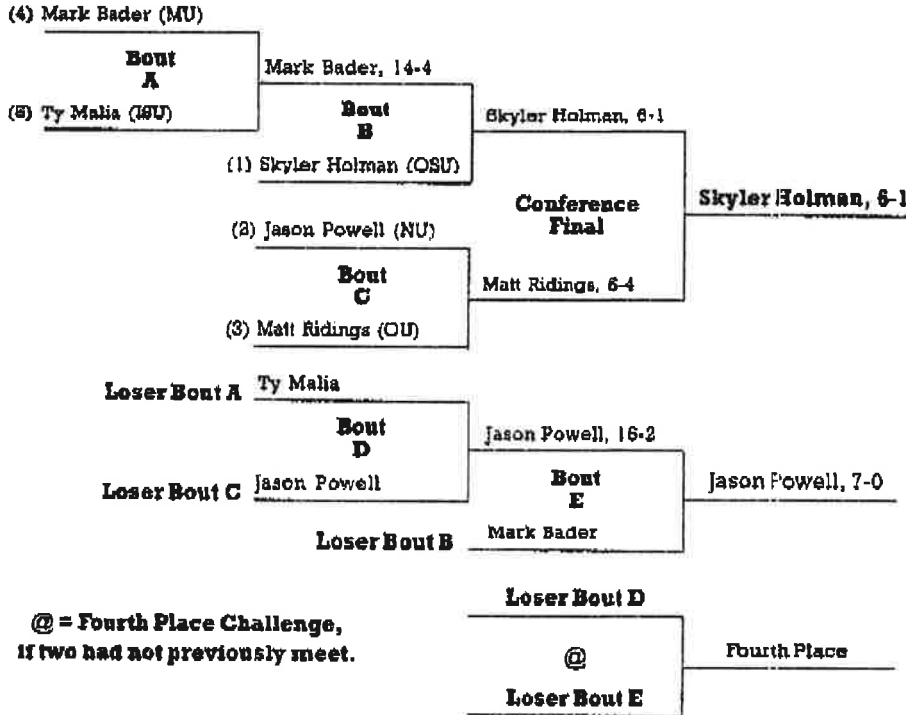 (4) Mark Bader (MU)
Bout
A
Mark Bader, 14-4
(5) Ty Malia (ISU)
Bout
B
Skyler Holman, 6-1
(1) Skyler Holman (OSU)
Conference
Final
Skyler Holman, 6-1
(2) Jason Powell (NU)
Bout
C
Matt Ridings, 6-4
(3) Matt Ridings (OU)
Loser Bout A
Ty Malia
Bout
D
Jason Powell, 16-2
Loser Bout C
Jason Powell
Bout
E
Jason Powell, 7-0
Loser Bout B
Mark Bader
Loser Bout D
@ = Fourth Place Challenge,
if two had not previously meet.
@
Fourth Place
Loser Bout E